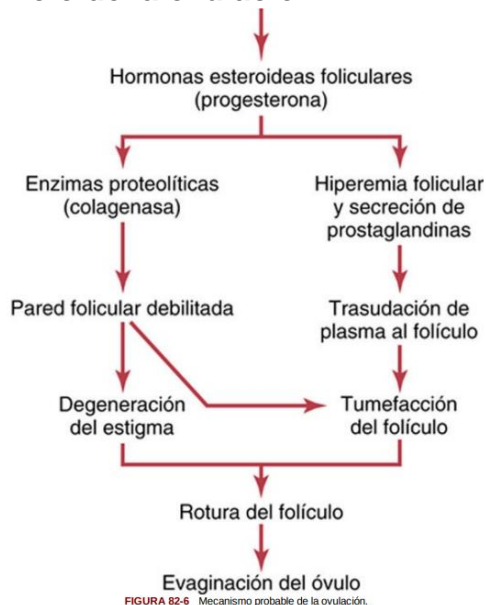 Hormonas esteroideas foliculares
(progesterona)
Enzimas proteolíticas
(colagenasa)
Hiperemia folicular
y secreción de
prostaglandinas
Pared folicular debilitada
Trasudación de
plasma al folículo
Degeneración
del estigma
Tumefacción
del folículo
Rotura del folículo
Evaginación del óvulo
FIGURA 82-6 Mecanismo probable de la ovulación.